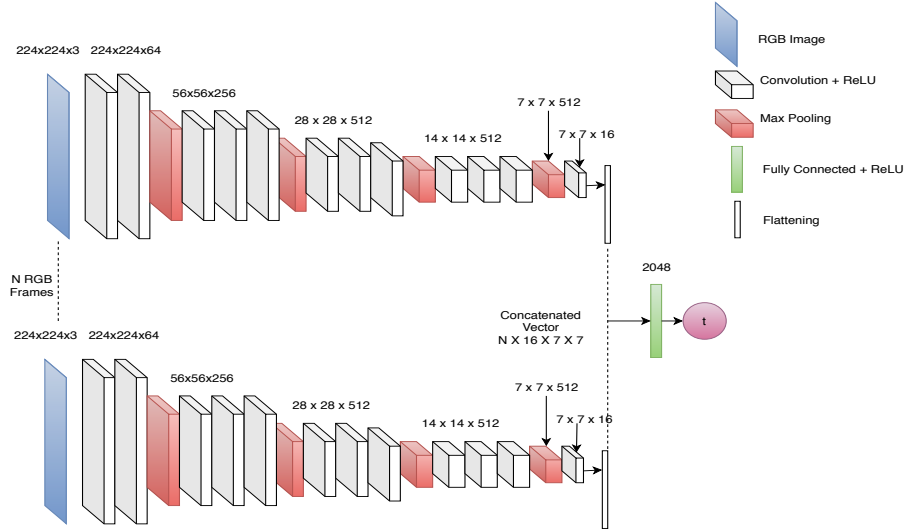 224x224x3
224x224x64
56x56x256
28 x 28 x 512
14 x 14 x 512
7 x 7 x 512
7 x 7 x 16
RGB Image
Convolution + ReLU
Max Pooling
Fully Connected + ReLU
Flattening
N RGB
Frames
2048
t
Concatenated
Vector
N X 16 X 7 X 7
224x224x3
224x224x64
56x56x256
28 x 28 x 512
14 x 14 x 512
7 x 7 x 512
7 x 7 x 16